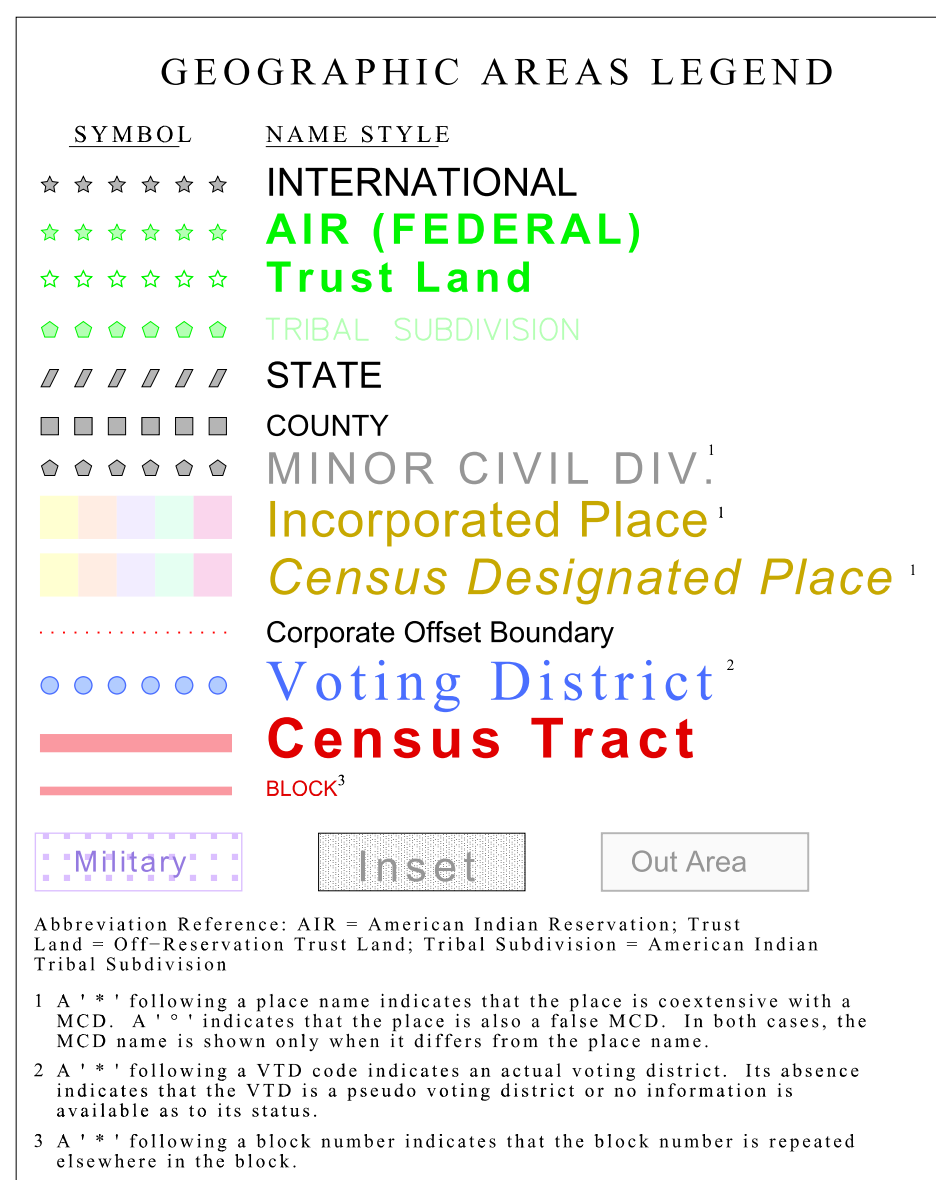 GEOGRAPHIC AREAS LEGEND
SYMBOL NAME STYLE
INTERNATIONAL
AIR (FEDERAL)
Trust Land
TRIBAL SUBDIVISION
STATE
COUNTY
MINOR CIVIL DIV.1
Incorporated Place 1
Census Designated Place 1
Corporate Offset Boundary
Voting District 2
Census Tract
BLOCK3
Military Inset Out Area
Abbreviation Reference: AIR = American Indian Reservation; Trust
Land = Off−Reservation Trust Land; Tribal Subdivision = American Indian
Tribal Subdivision
1 A ' * ' following a place name indicates that the place is coextensive with a
MCD. A ' ° ' indicates that the place is also a false MCD. In both cases, the
MCD name is shown only when it differs from the place name.
2 A ' * ' following a VTD code indicates an actual voting district. Its absence
indicates that the VTD is a pseudo voting district or no information is
available as to its status.
3 A ' * ' following a block number indicates that the block number is repeated
elsewhere in the block.